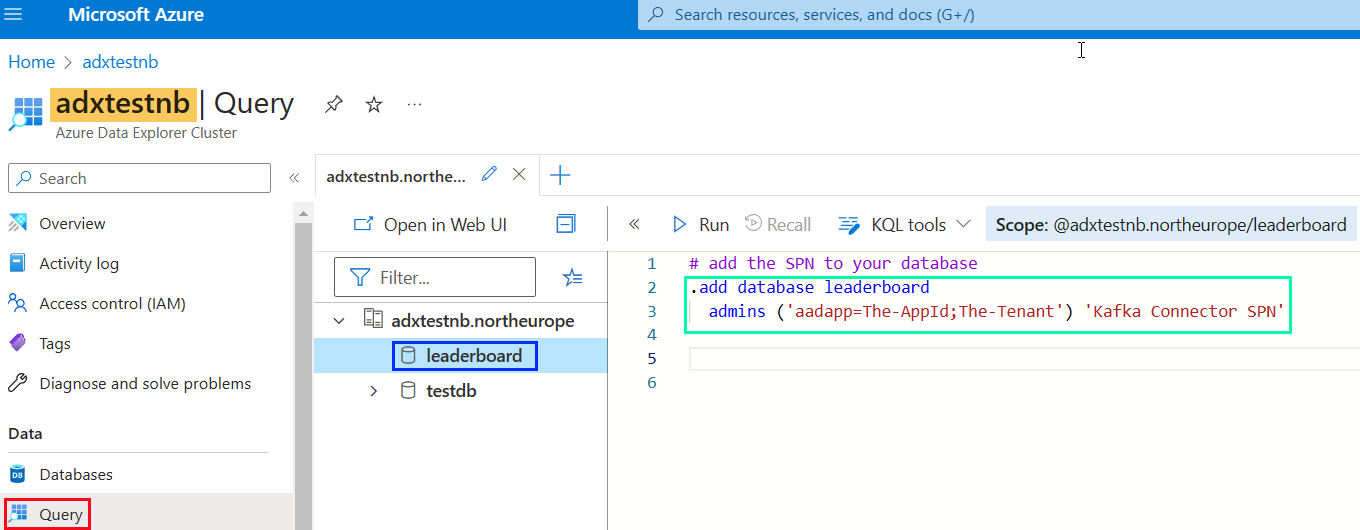 Microsoft Azure
Search resources, services, and docs (G+/)
Home > adxtestnb
adxtestnb | Query
Azure Data Explorer Cluster
Search
Overview
Activity log
Access control (IAM)
Tags
Diagnose and solve problems
Data
Databases
Query
adxtestnb.northe...
Open in Web UI
Filter...
adxtestnb.northeurope
leaderboard
testdb
Run
Recall
KQL tools
Scope: @adxtestnb.northeurope/leaderboard
1 # add the SPN to your database
2 .add database leaderboard
3 admins ('aadapp=The-AppId;The-Tenant') 'Kafka Connector SPN'
4
5
6